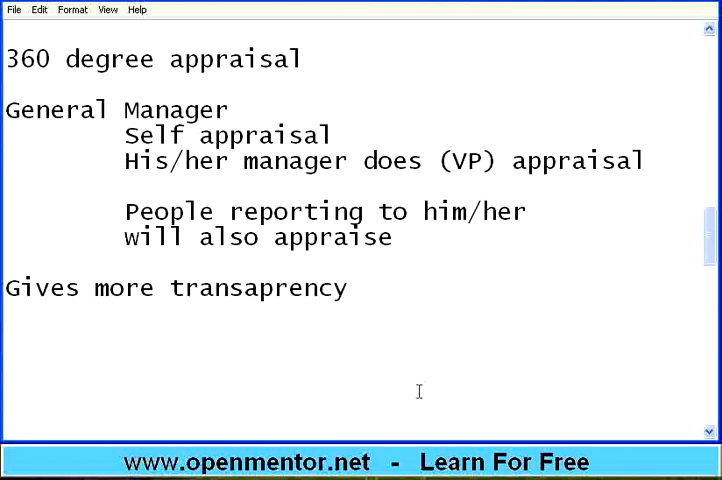 File Edit Format View Help
360 degree appraisal
General Manager
Self appraisal
His/her manager does (VP) appraisal
People reporting to him/her
will also appraise
Gives more transaprency
www.openmentor.net - Learn For Free